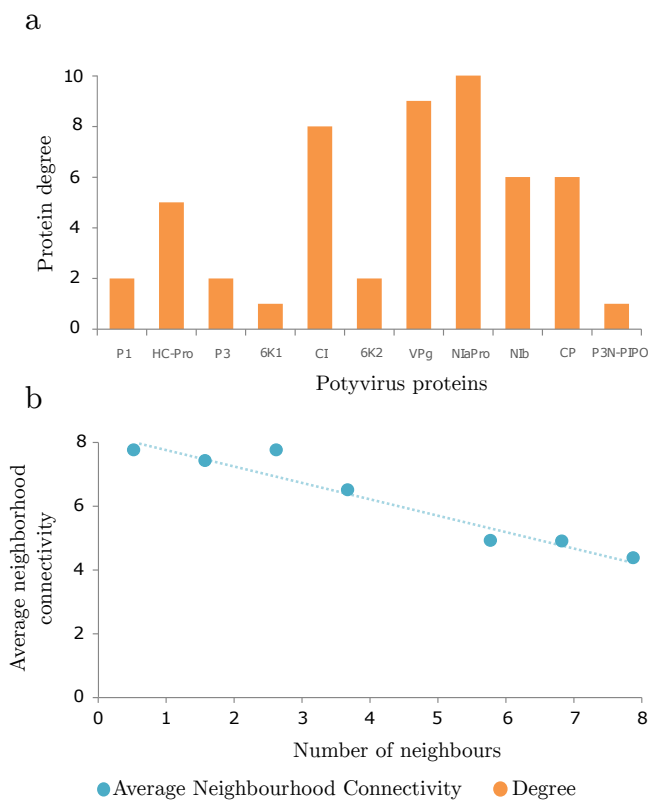 a
10
8
6
4
2
0
Protein degree
P1 HC-Pro P3 6K1 CI 6K2 VPg NIaPro NIb CP P3N-PIPO
Potyvirus proteins
b
8
6
4
2
0
Average neighborhood
connectivity
0 1 2 3 4 5 6 7 8
Number of neighbours
Average Neighbourhood Connectivity Degree